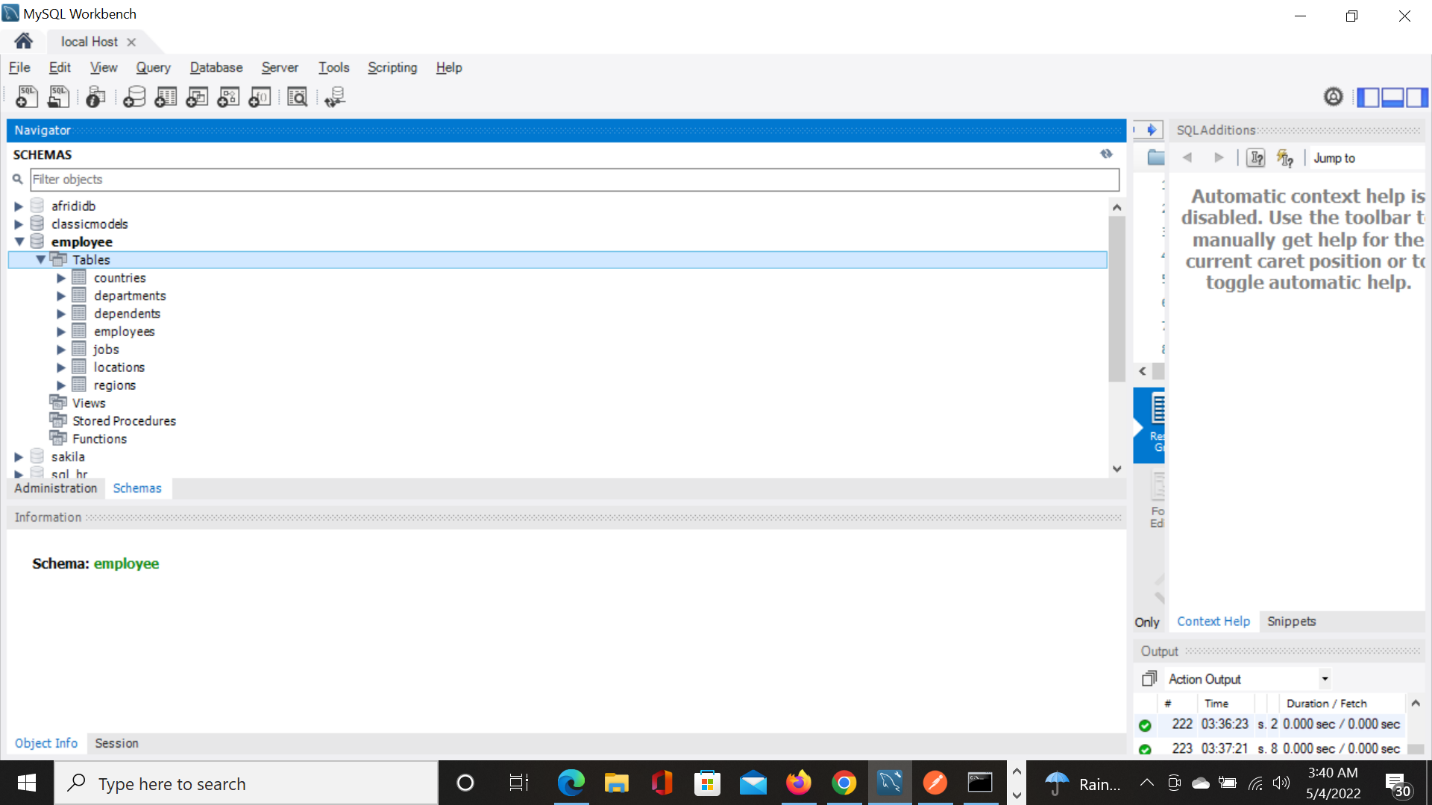 MySQL Workbench
local Host
File Edit View Query Database Server Tools Scripting Help
Navigator
SCHEMAS
Filter objects
afrididb
classicmodels
employee
Tables
countries
departments
dependents
employees
jobs
locations
regions
Views
Stored Procedures
Functions
sakila
sql_hr
Administration Schemas
Information
Schema: employee
Object Info Session
Only
SQLAdditions
Jump to
Automatic context help is
disabled. Use the toolbar
manually get help for the
current caret position or to
toggle automatic help.
Context Help Snippets
Output
Action Output
# Time Duration / Fetch
222 03:36:23 s. 2 0.000 sec / 0.000 sec
223 03:37:21 s. 8 0.000 sec / 0.000 sec
Type here to search
Rain...
3:40 AM
5/4/2022
30